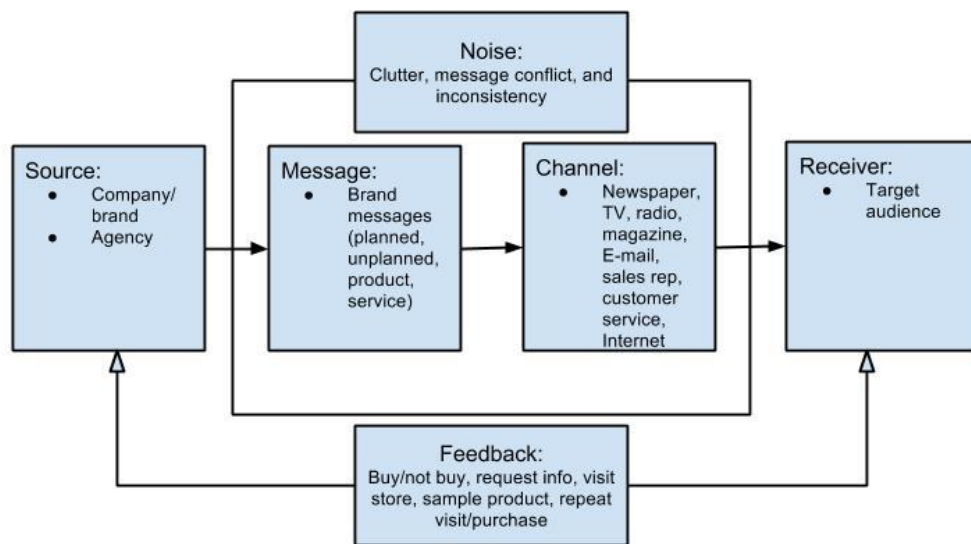 Noise:
Clutter, message conflict, and
inconsistency
Source:
● Company/
brand
● Agency
Message:
● Brand
messages
(planned,
unplanned,
product,
service)
Channel:
● Newspaper,
TV, radio,
magazine,
E-mail,
sales rep,
customer
service,
Internet
Receiver:
● Target
audience
Feedback:
Buy/not buy, request info, visit
store, sample product, repeat
visit/purchase